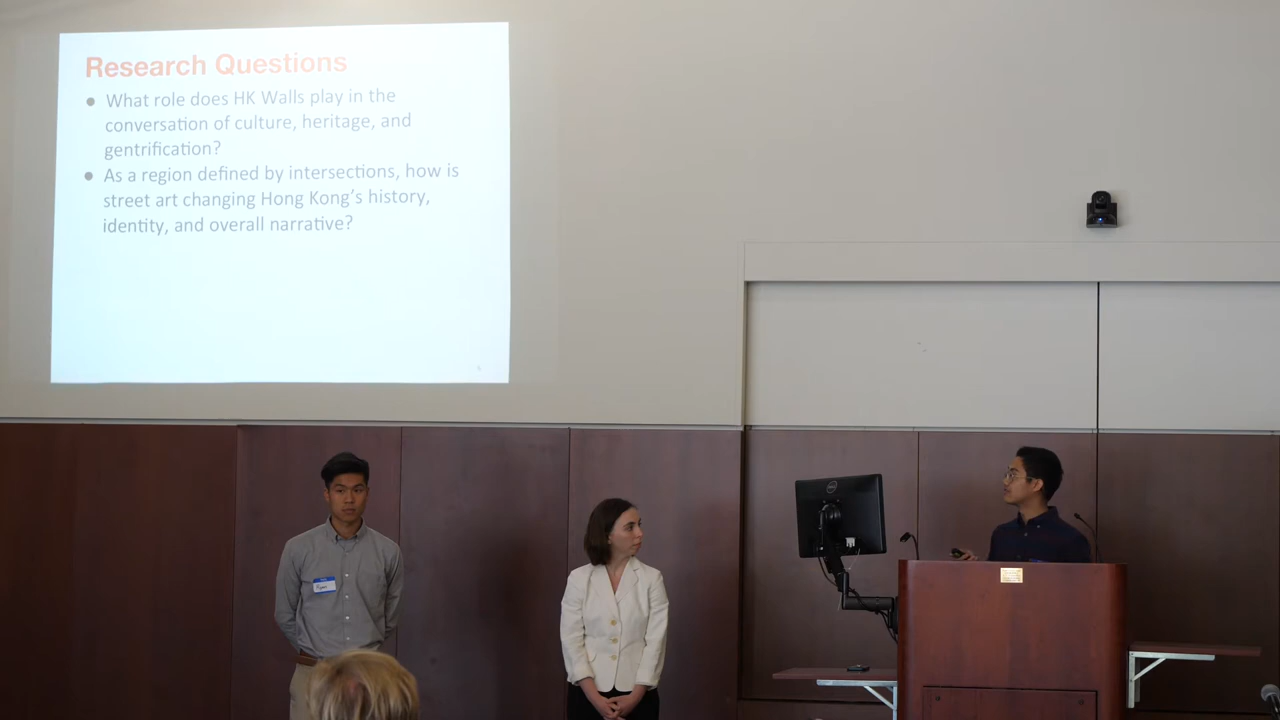 Research Questions
● What role does HK Walls play in the
conversation of culture, heritage, and
gentrification?
● As a region defined by intersections, how is
street art changing Hong Kong's history,
identity, and overall narrative?